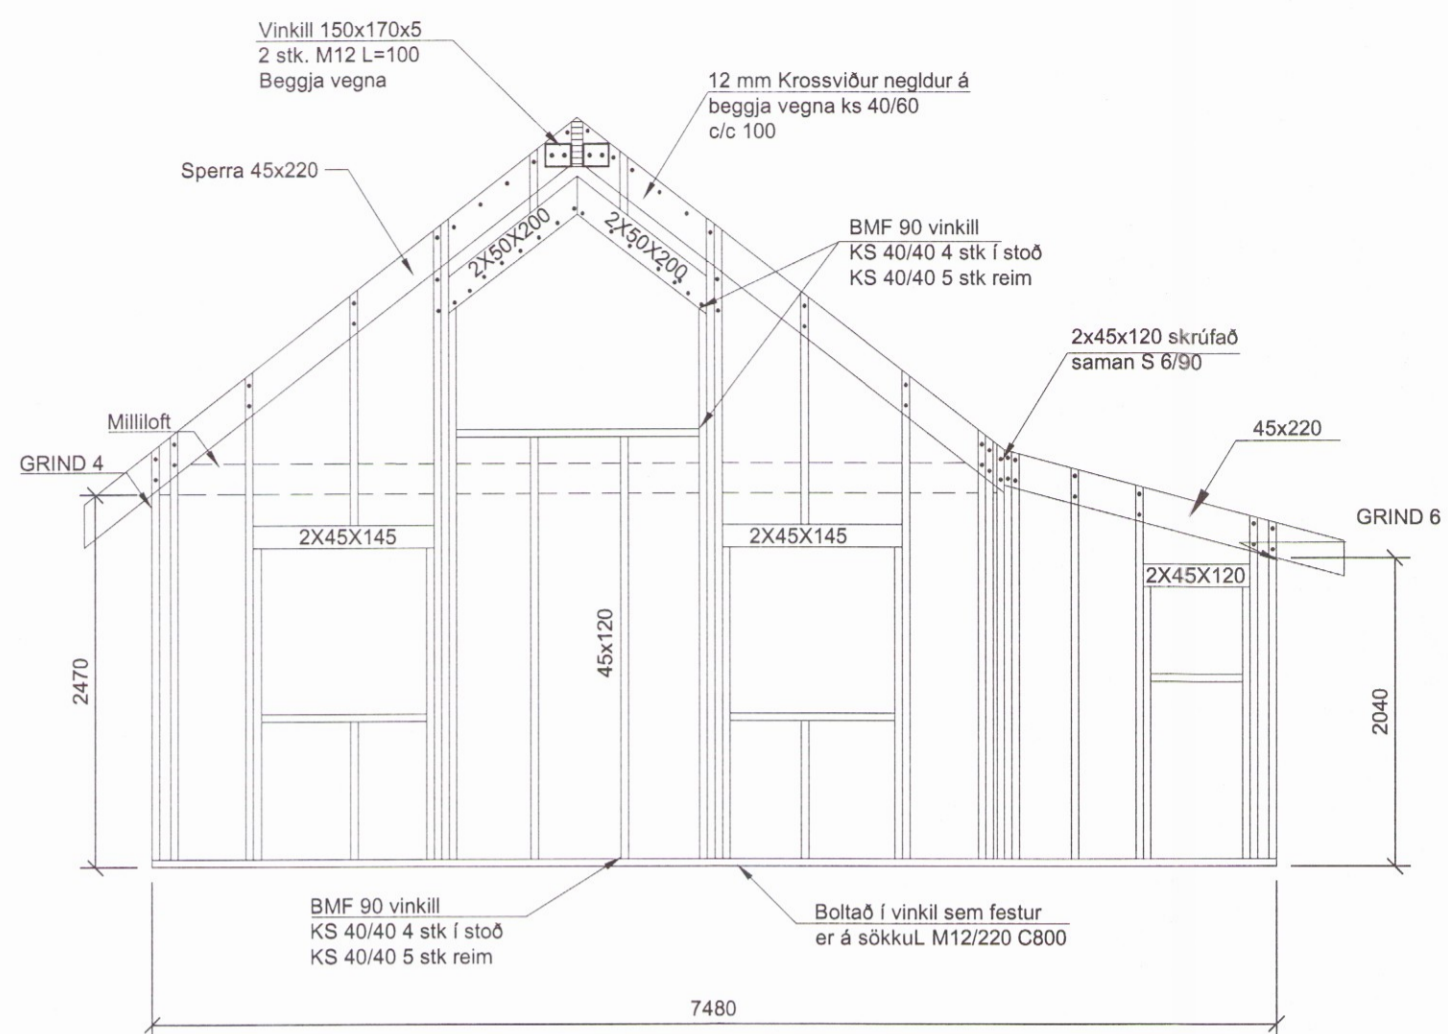 Vinkill 150x170x5
2 stk. M12 L=100
Beggja vegna
12 mm Krossviður negldur á
beggja vegna ks 40/60
c/c 100
Sperra 45x220
2X50X200
2X50X200
BMF 90 vinkill
KS 40/40 4 stk í stoð
KS 40/40 5 stk reim
2x45x120 skrúfað
saman S 6/90
Milliloft
45x220
GRIND 4
GRIND 6
2X45X145
2X45X145
2X45X120
45x120
2470
2040
BMF 90 vinkill
KS 40/40 4 stk í stoð
KS 40/40 5 stk reim
Boltað í vinkil sem festur
er á sökkuL M12/220 C800
7480